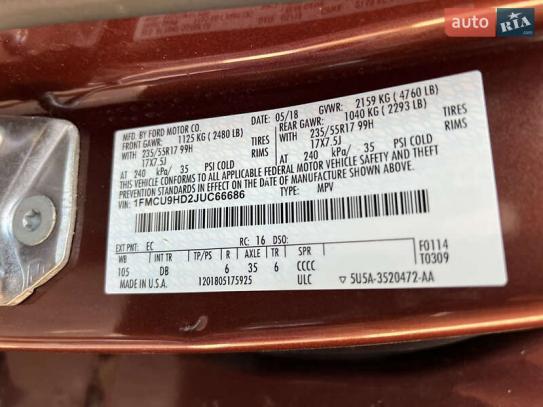 auto RIA
MFD. BY FORD MOTOR CO. DATE: 05/18 GVWR: 2159 KG ( 4760 LB)
FRONT GAWR: 1125 KG ( 2480 LB) REAR GAWR: 1040 KG ( 2293 LB)
WITH 235/55R17 99H TIRES WITH 235/55R17 99H TIRES
17X7.5J RIMS 17X7.5J RIMS
AT 240 kPa/ 35 PSI COLD AT 240 kPa/ 35 PSI COLD
THIS VEHICLE CONFORMS TO ALL APPLICABLE FEDERAL MOTOR VEHICLE SAFETY AND THEFT
PREVENTION STANDARDS IN EFFECT ON THE DATE OF MANUFACTURE SHOWN ABOVE.
VIN: 1FMCU9HD2JUC66686 TYPE: MPV
EXT PNT: EC RC: 16 DSO: F0114
WB INT TR TP/PS R AXLE TR SPR T0309
105 DB 6 35 6 CCCC
MADE IN U.S.A. 1201805175925 ULC ▽ 5U5A-3520472-AA